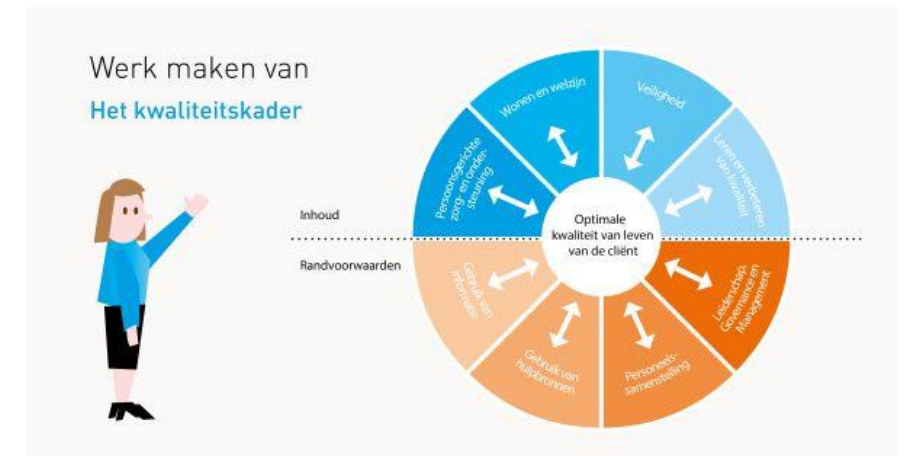 Werk maken van
Het kwaliteitskader
Wonen en welzijn
Veiligheid
Persoonsgerichte
zorg- en onder-
steuning
Leren en verbeteren
van kwaliteit
Inhoud
Optimale
kwaliteit van leven
van de cliënt
Randvoorwaarden
Gebruik van
informatie
Leiderschap,
Governance en
Management
Gebruik van
hulpbronnen
Personeels-
samenstelling